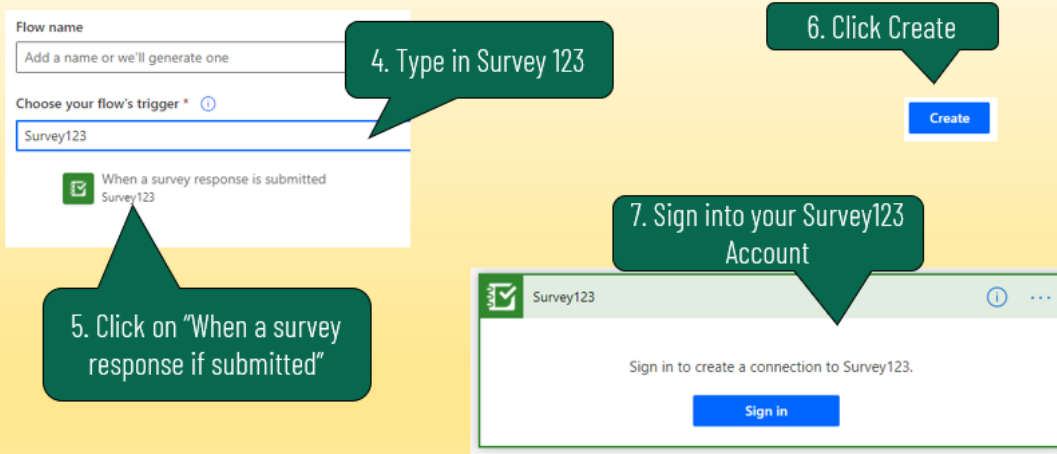 Flow name
Add a name or we'll generate one
4. Type in Survey 123
Choose your flow's trigger *
Survey123
When a survey response is submitted
Survey123
5. Click on "When a survey
response if submitted"
6. Click Create
Create
7. Sign into your Survey123
Account
Survey123
Sign in to create a connection to Survey123.
Sign in